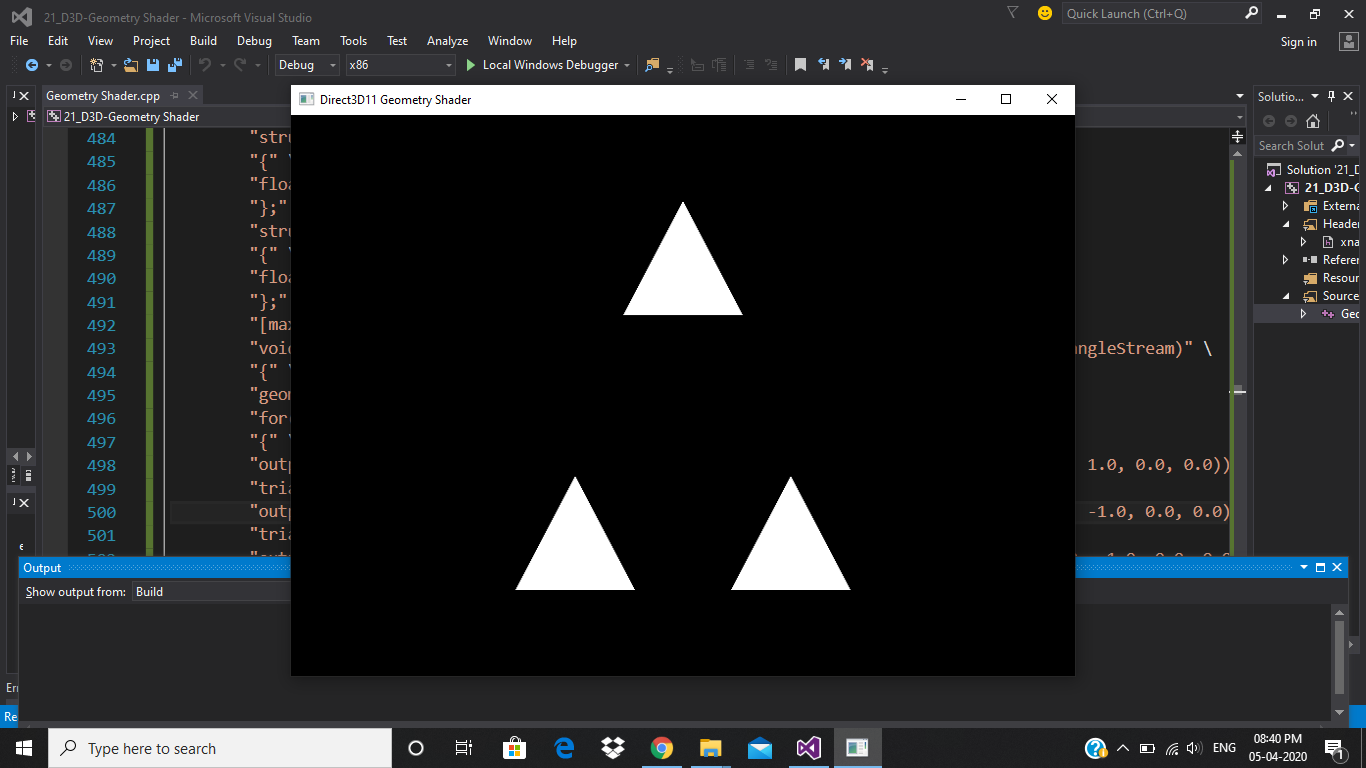 21_D3D-Geometry Shader - Microsoft Visual Studio
Quick Launch (Ctrl+Q)
File Edit View Project Build Debug Team Tools Test Analyze Window Help
Sign in
Debug x86 Local Windows Debugger
Geometry Shader.cpp
21_D3D-Geometry Shader
Direct3D11 Geometry Shader
484 "stru
485 "{" \
486 "floa
487 "};"
488 "stru
489 "{" \
490 "floa
491 "};"
492 "[max
493 "voi angleStream)" \
494 "{" \
495 "geom
496 "for
497 "{" \
498 "outp 1.0, 0.0, 0.0))
499 "tria
500 "outp -1.0, 0.0, 0.0)
501 "tria
Solutio...
Search Solut
Solution '21_D
21_D3D-G
Externa
Header
xna
Referen
Resour
Source
Geo
Output
Show output from: Build
Err
Re
Type here to search
ENG
08:40 PM
05-04-2020
1